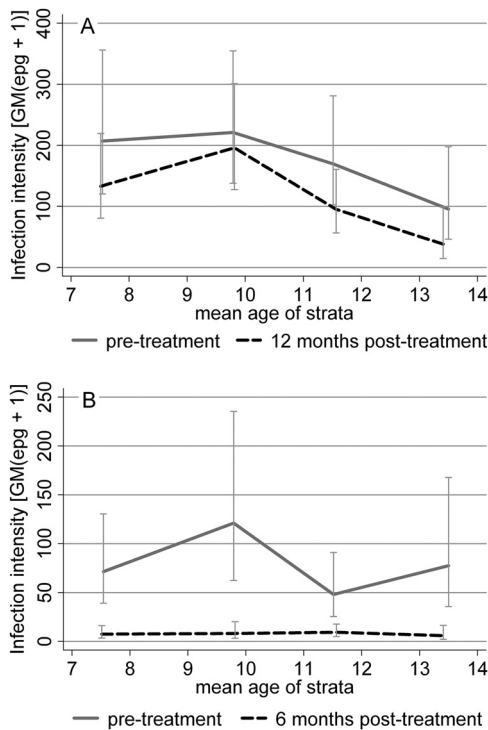 A
Infection intensity [GM(epg + 1)]
400
300
200
100
0
7 8 9 10 11 12 13 14
mean age of strata
pre-treatment 12 months post-treatment
B
Infection intensity [GM(epg + 1)]
250
200
150
100
50
0
7 8 9 10 11 12 13 14
mean age of strata
pre-treatment 6 months post-treatment